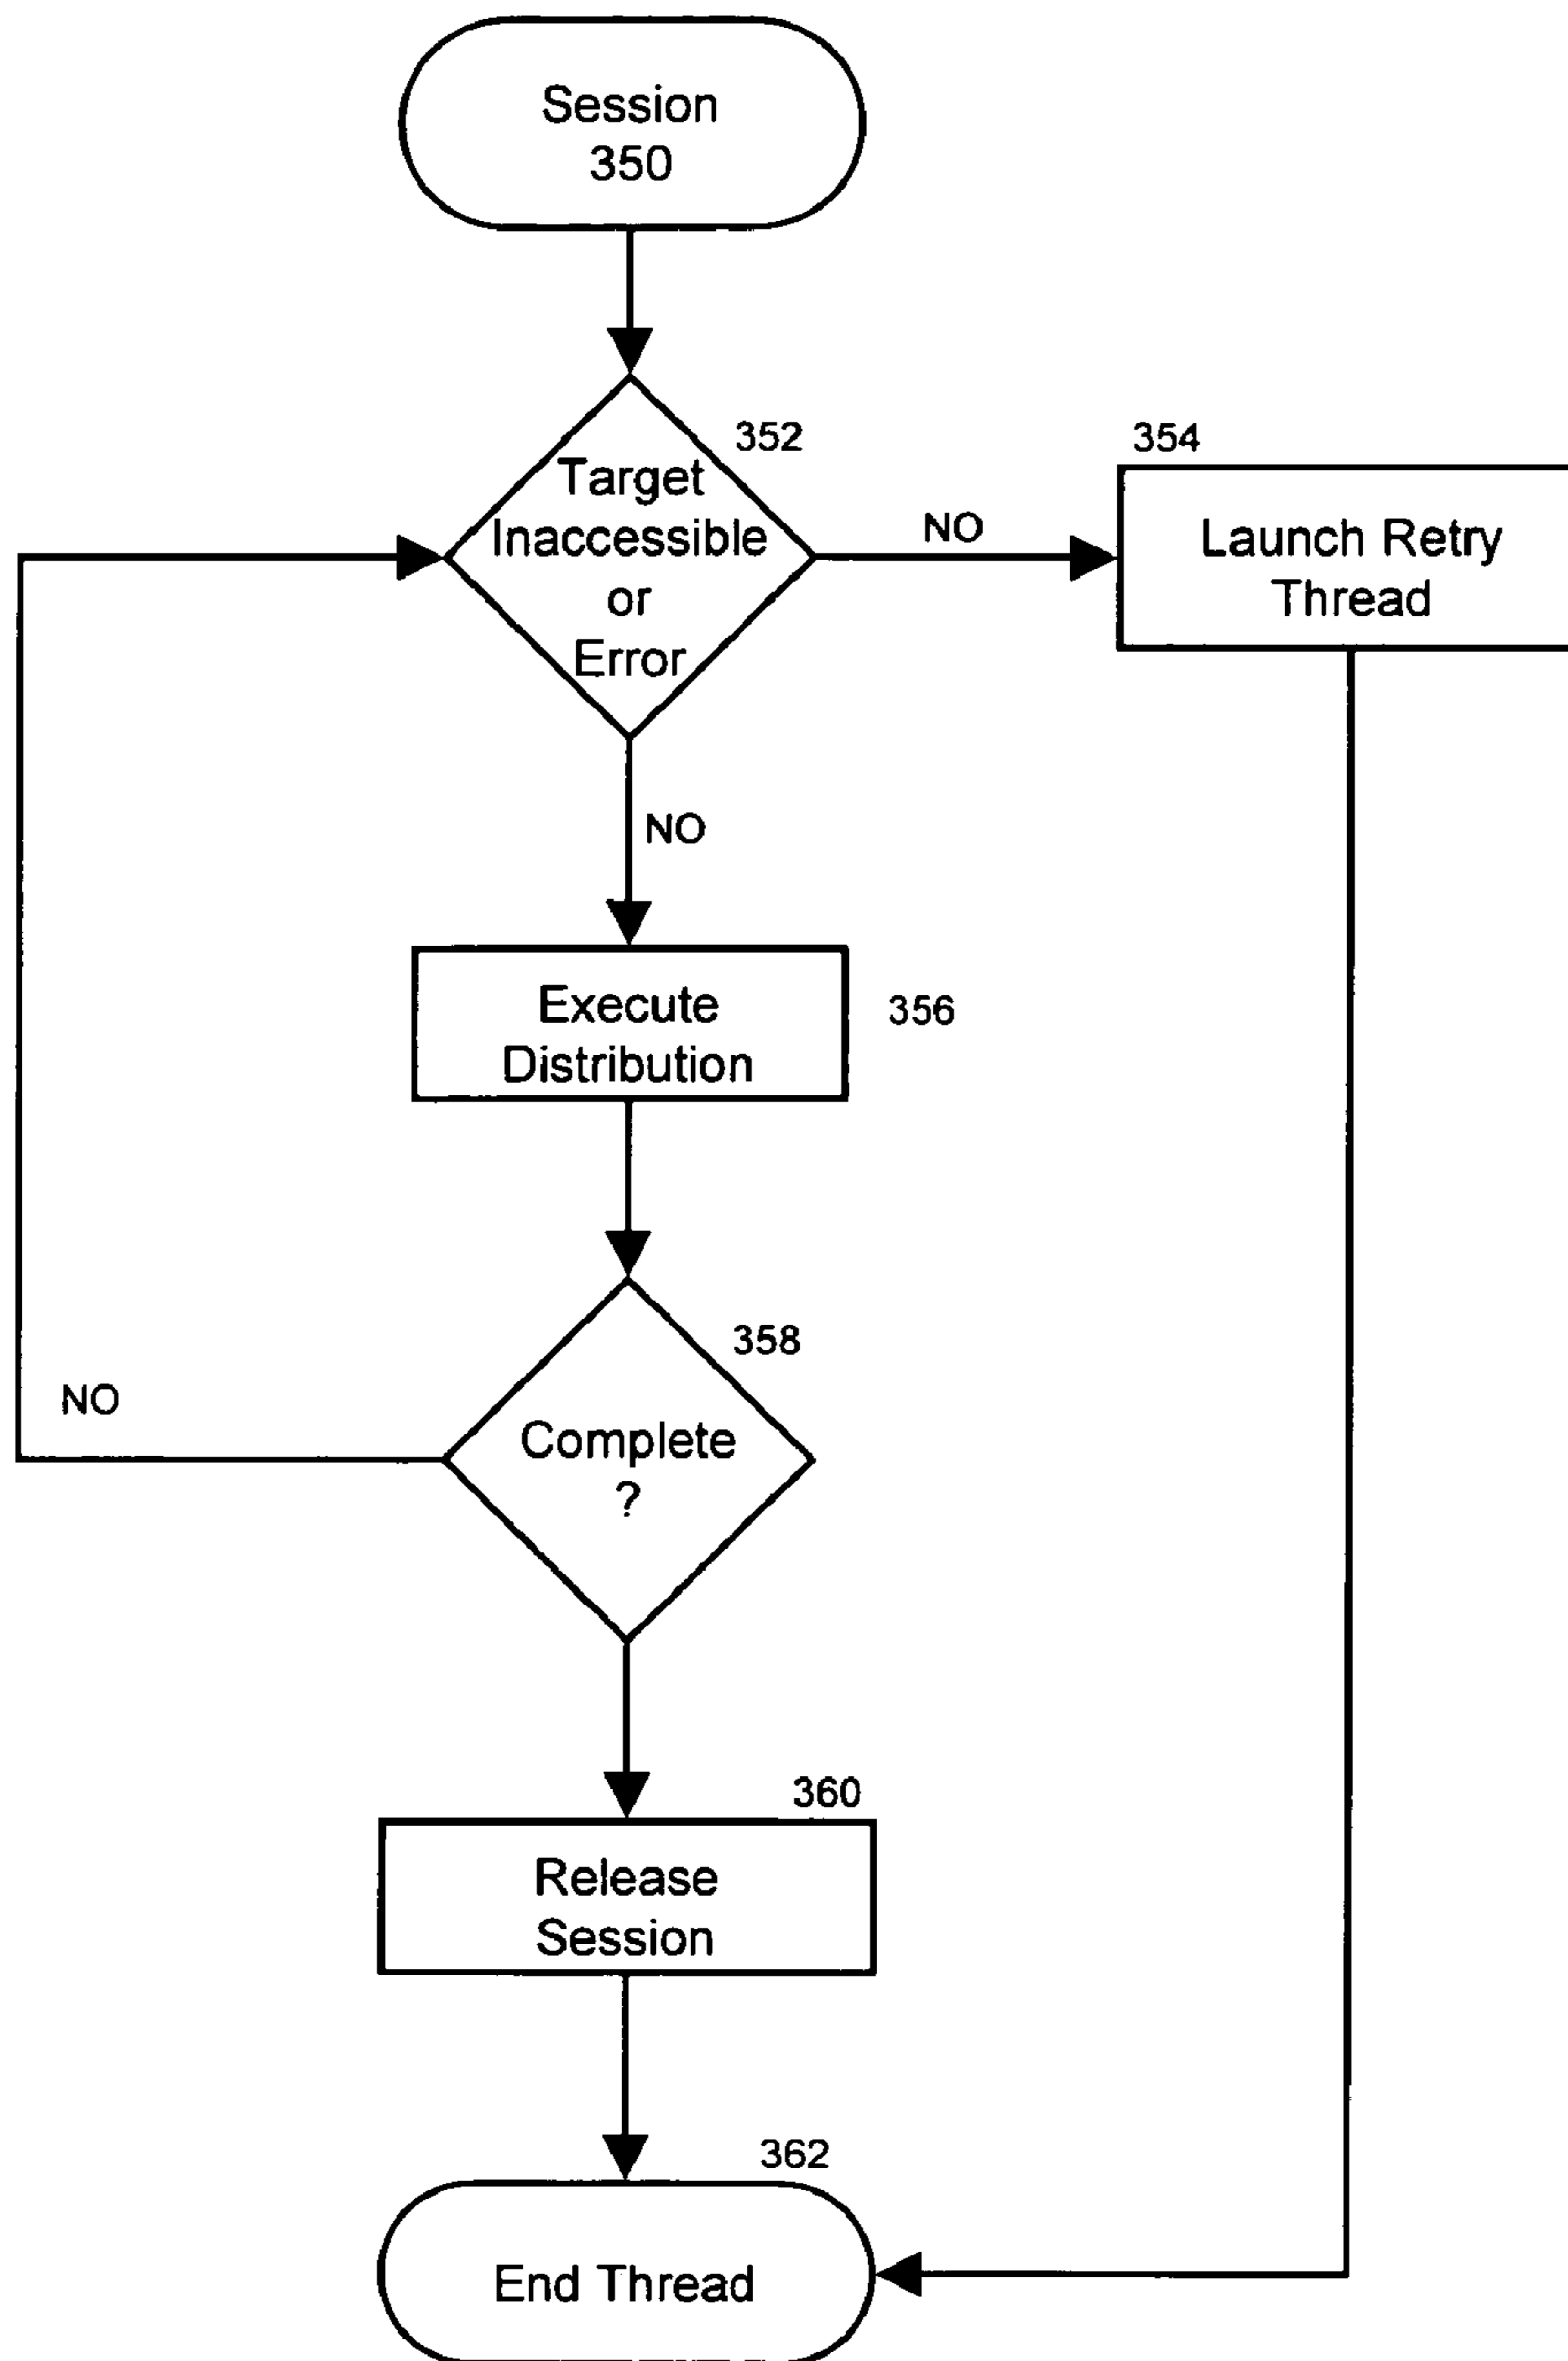 Session
350
352
Target
Inaccessible
or
Error
NO
354
Launch Retry
Thread
NO
Execute
Distribution
356
358
Complete
?
NO
360
Release
Session
362
End Thread